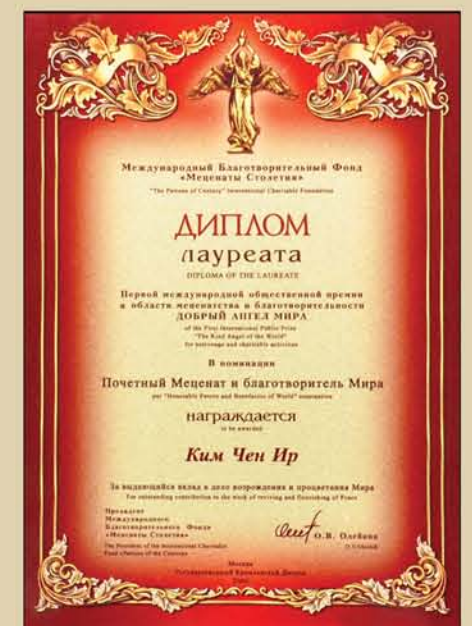 Международный Благотворительный Фонд
«Меценаты Столетия»
"The Patrons of Century" International Charitable Foundation
ДИПЛОМ
лауреата
DIPLOMA OF THE LAUREATE
Первой международной общественной премии
в области меценатства и благотворительности
ДОБРЫЙ АНГЕЛ МИРА
of the First International Public Prize
"The Kind Angel of the World"
for patronage and charitable activities
В номинации
Почетный Меценат и благотворитель Мира
per "Honorable Patron and Benefactor of World" nomination
награждается
to be awarded
Ким Чен Ир
За выдающийся вклад в дело возрождения и процветания Мира
For outstanding contribution to the work of reviving and flourishing of Peace
Президент
Международного
Благотворительного Фонда
«Меценаты Столетия»
О.В. Олейник
The President of the International Charitable
Fund «Patrons of the Century»
Москва
Государственный Кремлевский Дворец